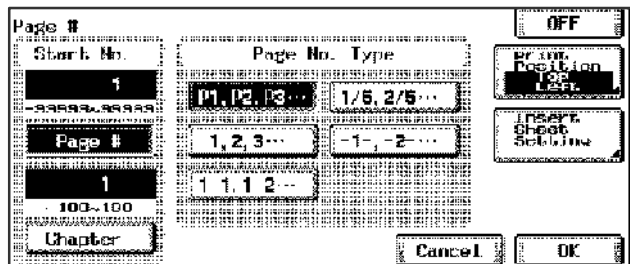 Page #
OFF
Start No.
Page No. Type
1
-99999~99999
Page #
1
-100~100
Chapter
P1, P2, P3…
1/5, 2/5…
1, 2, 3…
-1-, -2-…
1-1, 1-2…
Print
Position
Top
Left
Insert
Sheet
Setting
Cancel
OK